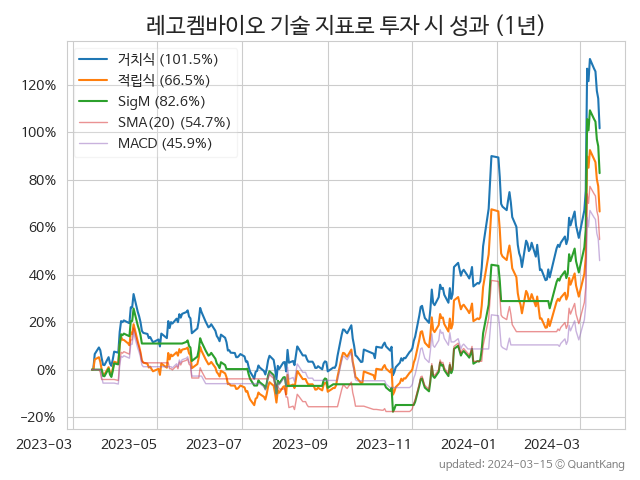 레고켐바이오 기술 지표로 투자 시 성과 (1년)
거치식 (101.5%)
적립식 (66.5%)
SigM (82.6%)
SMA(20) (54.7%)
MACD (45.9%)
120%
100%
80%
60%
40%
20%
0%
−20%
2023-03
2023-05
2023-07
2023-09
2023-11
2024-01
2024-03
updated: 2024-03-15 © QuantKang